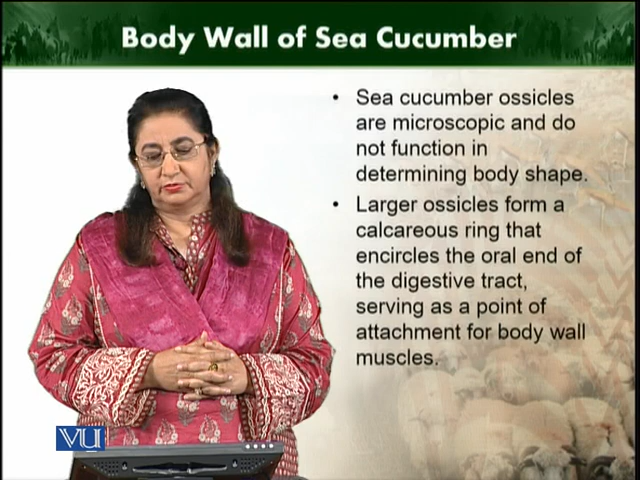 Body Wall of Sea Cucumber
• Sea cucumber ossicles
are microscopic and do
not function in
determining body shape.
• Larger ossicles form a
calcareous ring that
encircles the oral end of
the digestive tract,
serving as a point of
attachment for body wall
muscles.
VU